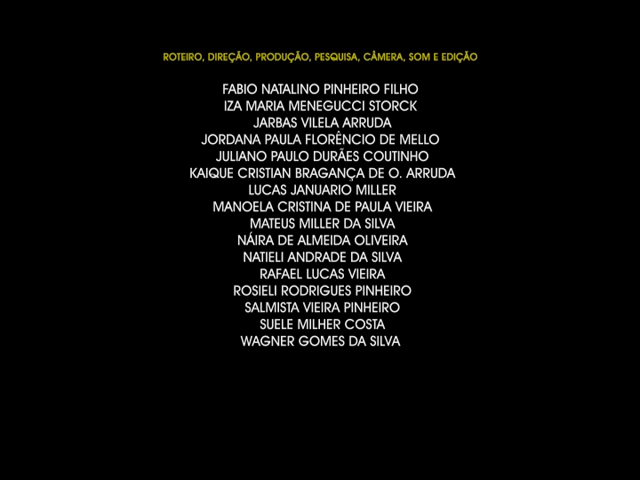 ROTEIRO, DIREÇÃO, PRODUÇÃO, PESQUISA, CÂMERA, SOM E EDIÇÃO
FABIO NATALINO PINHEIRO FILHO
IZA MARIA MENEGUCCI STORCK
JARBAS VILELA ARRUDA
JORDANA PAULA FLORÊNCIO DE MELLO
JULIANO PAULO DURÃES COUTINHO
KAIQUE CRISTIAN BRAGANÇA DE O. ARRUDA
LUCAS JANUARIO MILLER
MANOELA CRISTINA DE PAULA VIEIRA
MATEUS MILLER DA SILVA
NÁIRA DE ALMEIDA OLIVEIRA
NATIELI ANDRADE DA SILVA
RAFAEL LUCAS VIEIRA
ROSIELI RODRIGUES PINHEIRO
SALMISTA VIEIRA PINHEIRO
SUELE MILHER COSTA
WAGNER GOMES DA SILVA